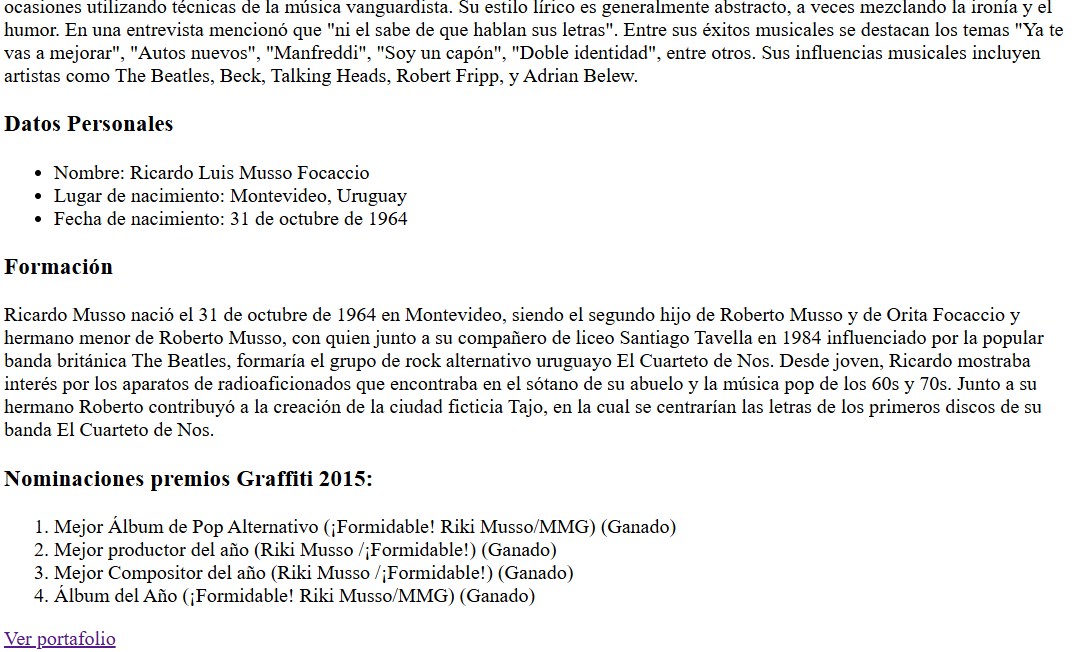 ocasiones utilizando técnicas de la música vanguardista. Su estilo lírico es generalmente abstracto, a veces mezclando la ironía y el
humor. En una entrevista mencionó que "ni el sabe de que hablan sus letras". Entre sus éxitos musicales se destacan los temas "Ya te
vas a mejorar", "Autos nuevos", "Manfreddi", "Soy un capón", "Doble identidad", entre otros. Sus influencias musicales incluyen
artistas como The Beatles, Beck, Talking Heads, Robert Fripp, y Adrian Belew.
Datos Personales
• Nombre: Ricardo Luis Musso Focaccio
• Lugar de nacimiento: Montevideo, Uruguay
• Fecha de nacimiento: 31 de octubre de 1964
Formación
Ricardo Musso nació el 31 de octubre de 1964 en Montevideo, siendo el segundo hijo de Roberto Musso y de Orita Focaccio y
hermano menor de Roberto Musso, con quien junto a su compañero de liceo Santiago Tavella en 1984 influenciado por la popular
banda británica The Beatles, formaría el grupo de rock alternativo uruguayo El Cuarteto de Nos. Desde joven, Ricardo mostraba
interés por los aparatos de radioaficionados que encontraba en el sótano de su abuelo y la música pop de los 60s y 70s. Junto a su
hermano Roberto contribuyó a la creación de la ciudad ficticia Tajo, en la cual se centrarían las letras de los primeros discos de su
banda El Cuarteto de Nos.
Nominaciones premios Graffiti 2015:
1. Mejor Álbum de Pop Alternativo (¡Formidable! Riki Musso/MMG) (Ganado)
2. Mejor productor del año (Riki Musso /¡Formidable!) (Ganado)
3. Mejor Compositor del año (Riki Musso /¡Formidable!) (Ganado)
4. Álbum del Año (¡Formidable! Riki Musso/MMG) (Ganado)
Ver portafolio